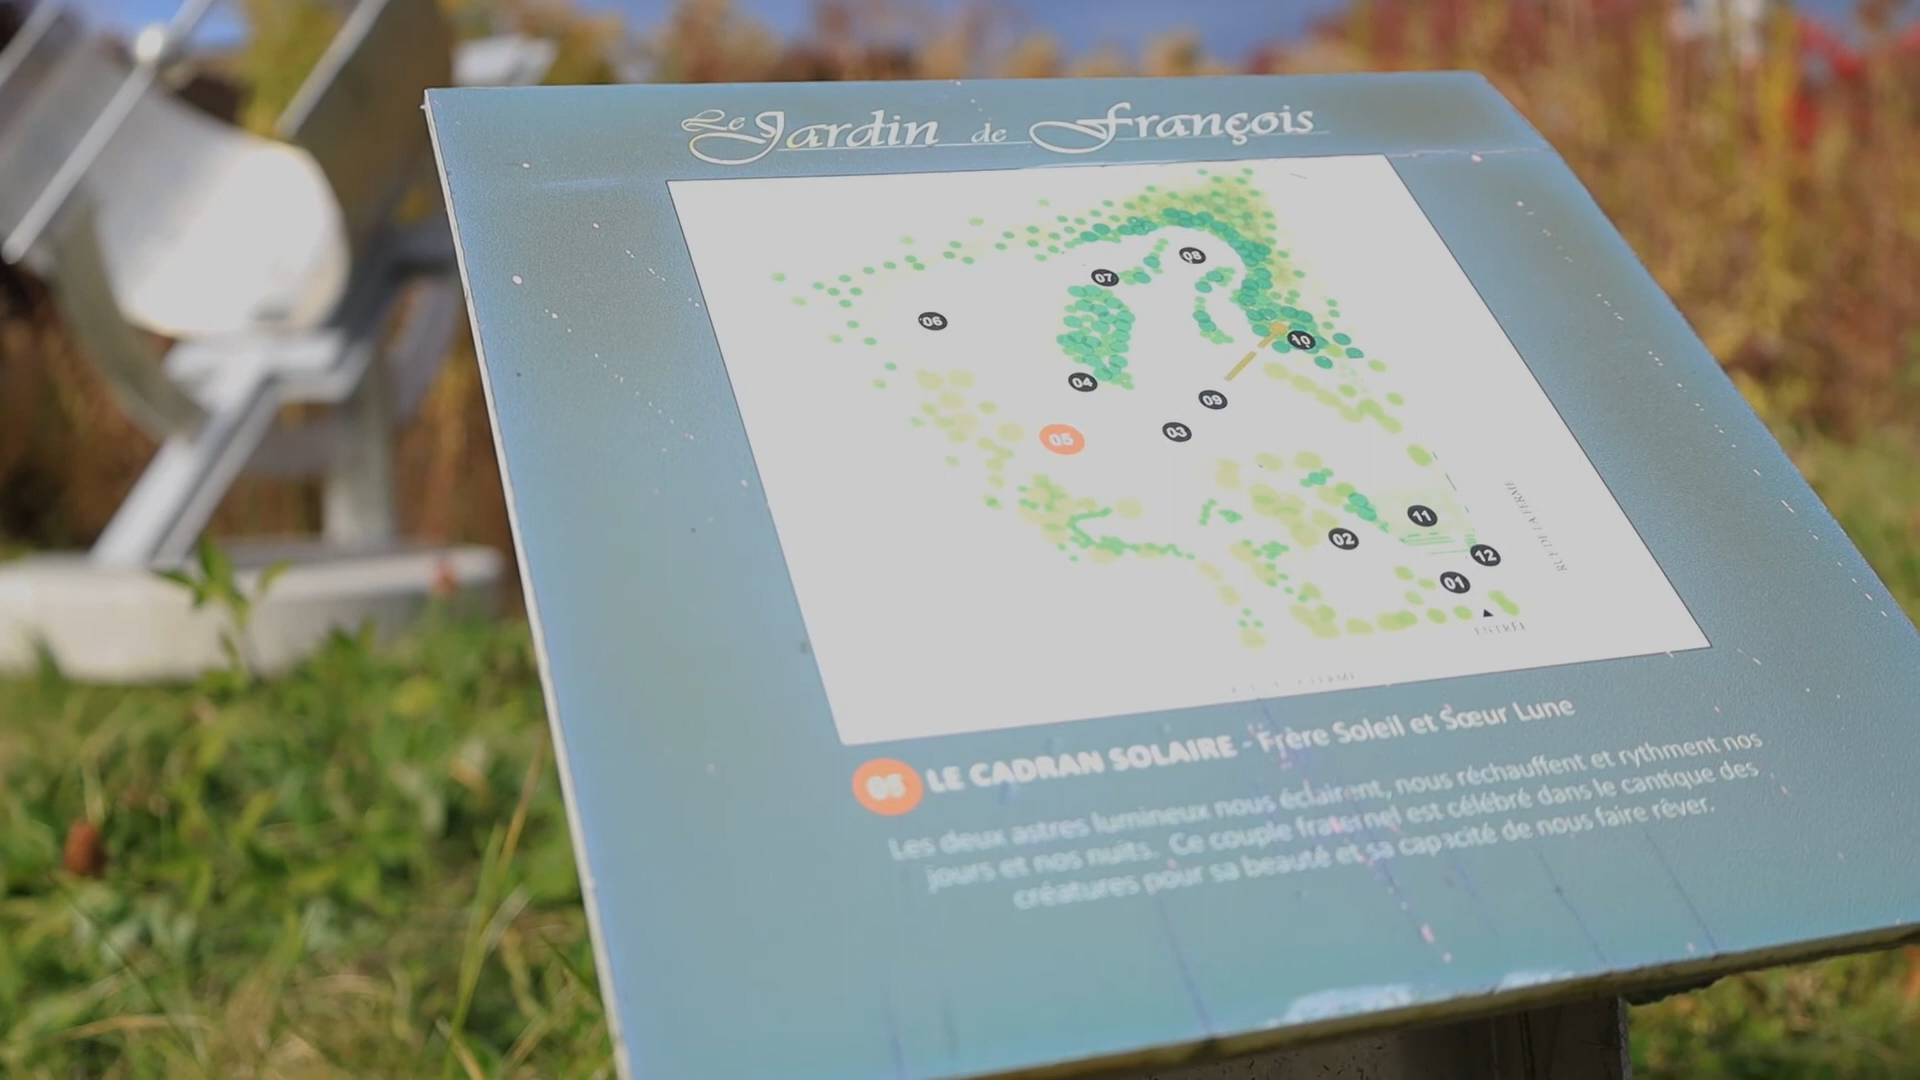 Le Jardin de François
08
07
06
10
04
09
03
05
RUE DE LA FERME
11
02
12
01
ENTRÉE
05 LE CADRAN SOLAIRE - Frère Soleil et Sœur Lune
Les deux astres lumineux nous éclairent, nous réchauffent et rythment nos
jours et nos nuits. Ce couple fraternel est célébré dans le cantique des
créatures pour sa beauté et sa capacité de nous faire rêver.